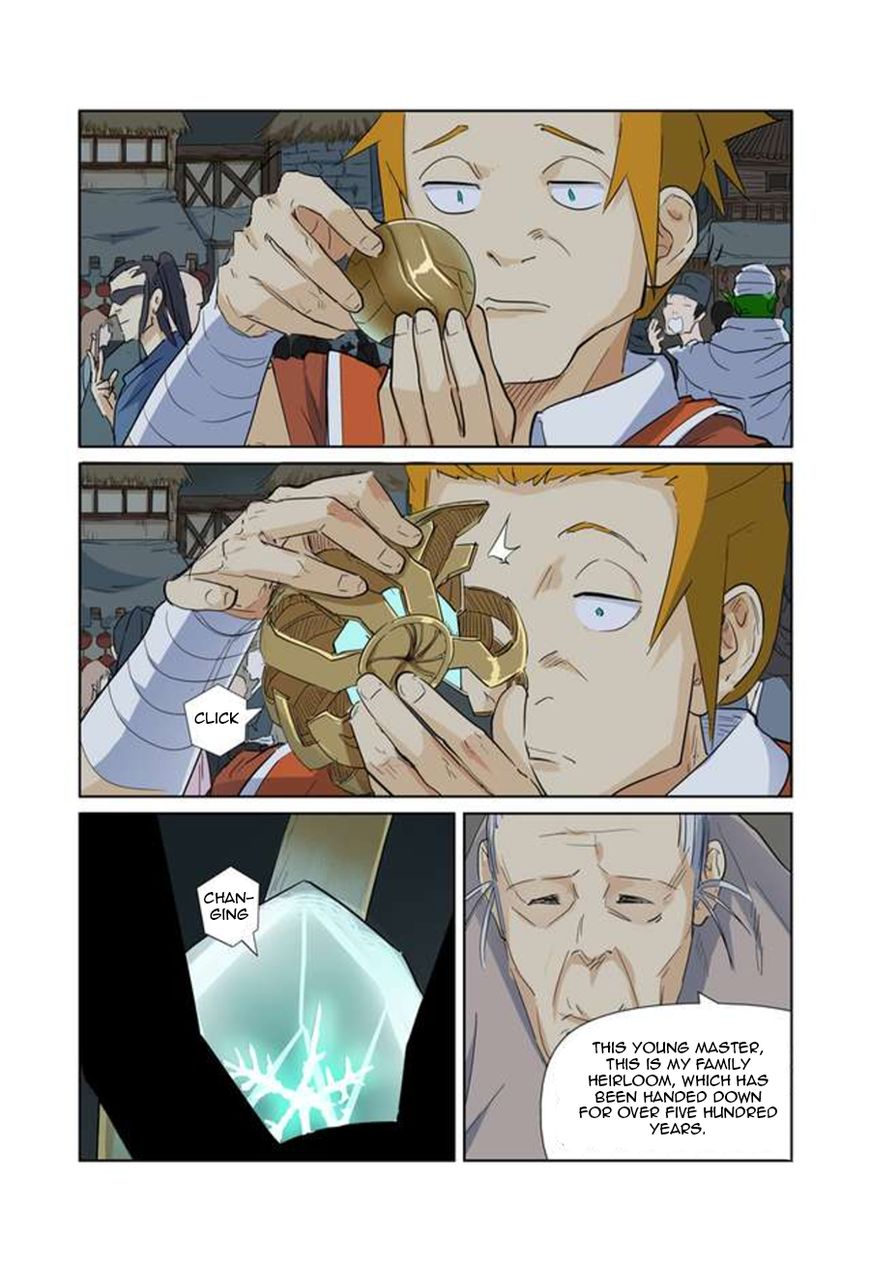 CLICK
CHAN-
GING
THIS YOUNG MASTER,
THIS IS MY FAMILY
HEIRLOOM, WHICH HAS
BEEN HANDED DOWN
FOR OVER FIVE HUNDRED
YEARS.